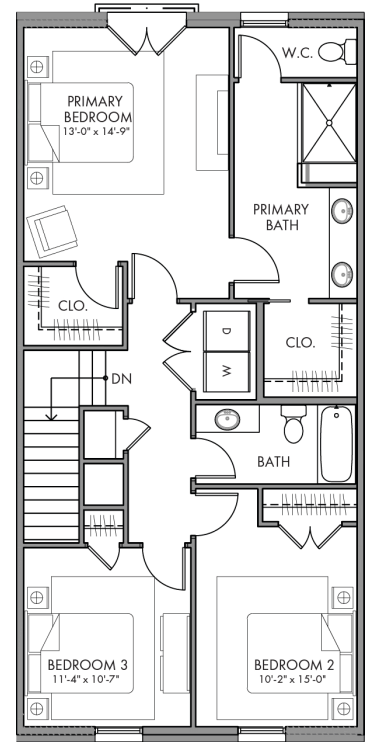 W.C.
PRIMARY
BEDROOM
13'-0" x 14'-9"
PRIMARY
BATH
CLO.
D
CLO.
W
DN
BATH
BEDROOM 3
11'-4" x 10'-7"
BEDROOM 2
10'-2" x 15'-0"